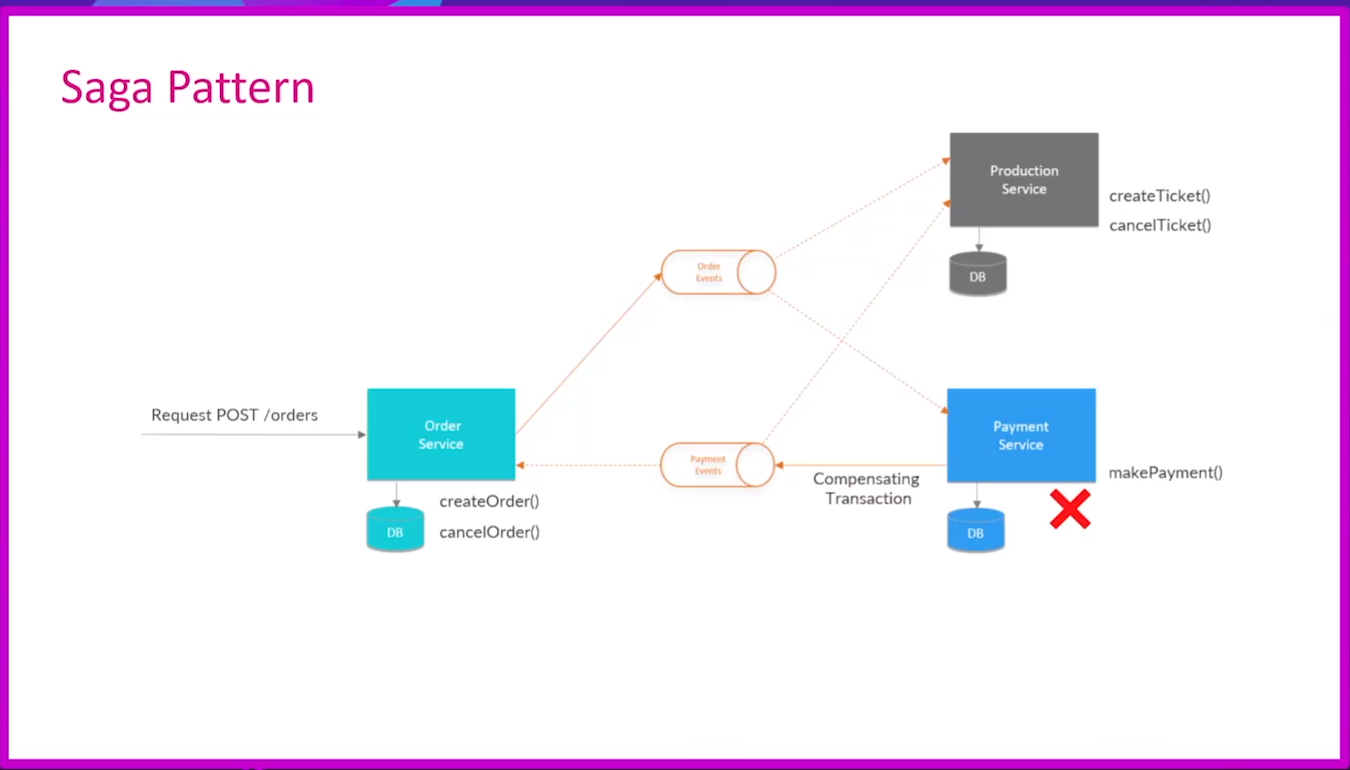 Saga Pattern
Production
Service
createTicket()
cancelTicket()
DB
Order
Events
Request POST /orders
Order
Service
createOrder()
cancelOrder()
DB
Payment
Events
Compensating
Transaction
Payment
Service
makePayment()
DB